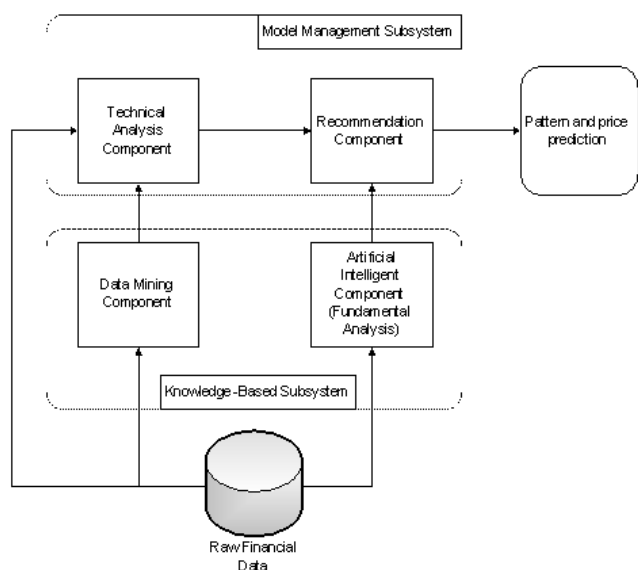 Model Management Subsystem
Technical
Analysis
Component
Recommendation
Component
Pattern and price
prediction
Data Mining
Component
Artificial
Intelligent
Component
(Fundamental
Analysis)
Knowledge-Based Subsystem
Raw Financial
Data